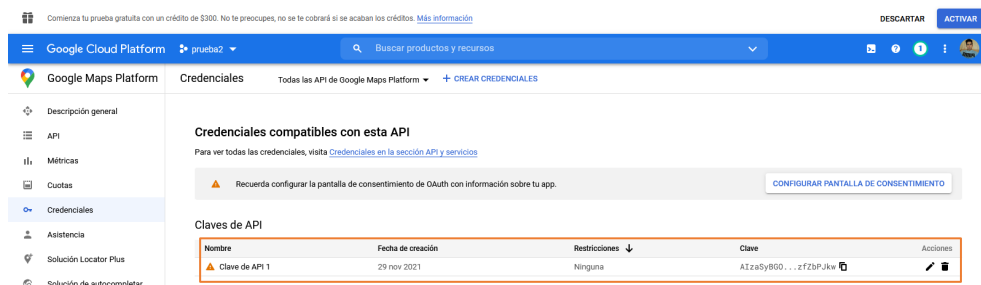 Comienza tu prueba gratuita con un crédito de $300. No te preocupes, no se te cobrará si se acaban los créditos. Más información
DESCARTAR
ACTIVAR
Google Cloud Platform
prueba2
Buscar productos y recursos
1
Google Maps Platform
Credenciales
Todas las API de Google Maps Platform
+ CREAR CREDENCIALES
Descripción general
API
Métricas
Cuotas
Credenciales
Asistencia
Solución Locator Plus
Solución de autocompletar
Credenciales compatibles con esta API
Para ver todas las credenciales, visita Credenciales en la sección API y servicios
Recuerda configurar la pantalla de consentimiento de OAuth con información sobre tu app.
CONFIGURAR PANTALLA DE CONSENTIMIENTO
Claves de API
Nombre Fecha de creación Restricciones Clave Acciones
Clave de API 1 29 nov 2021 Ninguna AIzaSyBGO...zfZbPJkw